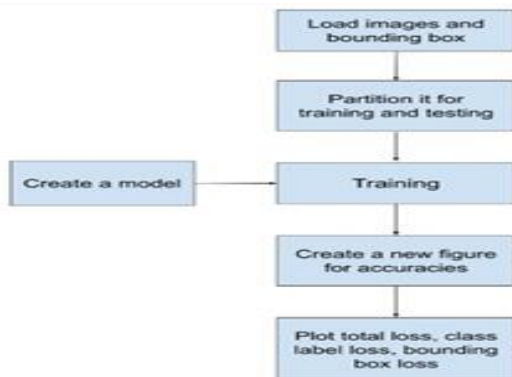 Load images and
bounding box
Partition it for
training and testing
Create a model
Training
Create a new figure
for accuracies
Plot total loss, class
label loss, bounding
box loss